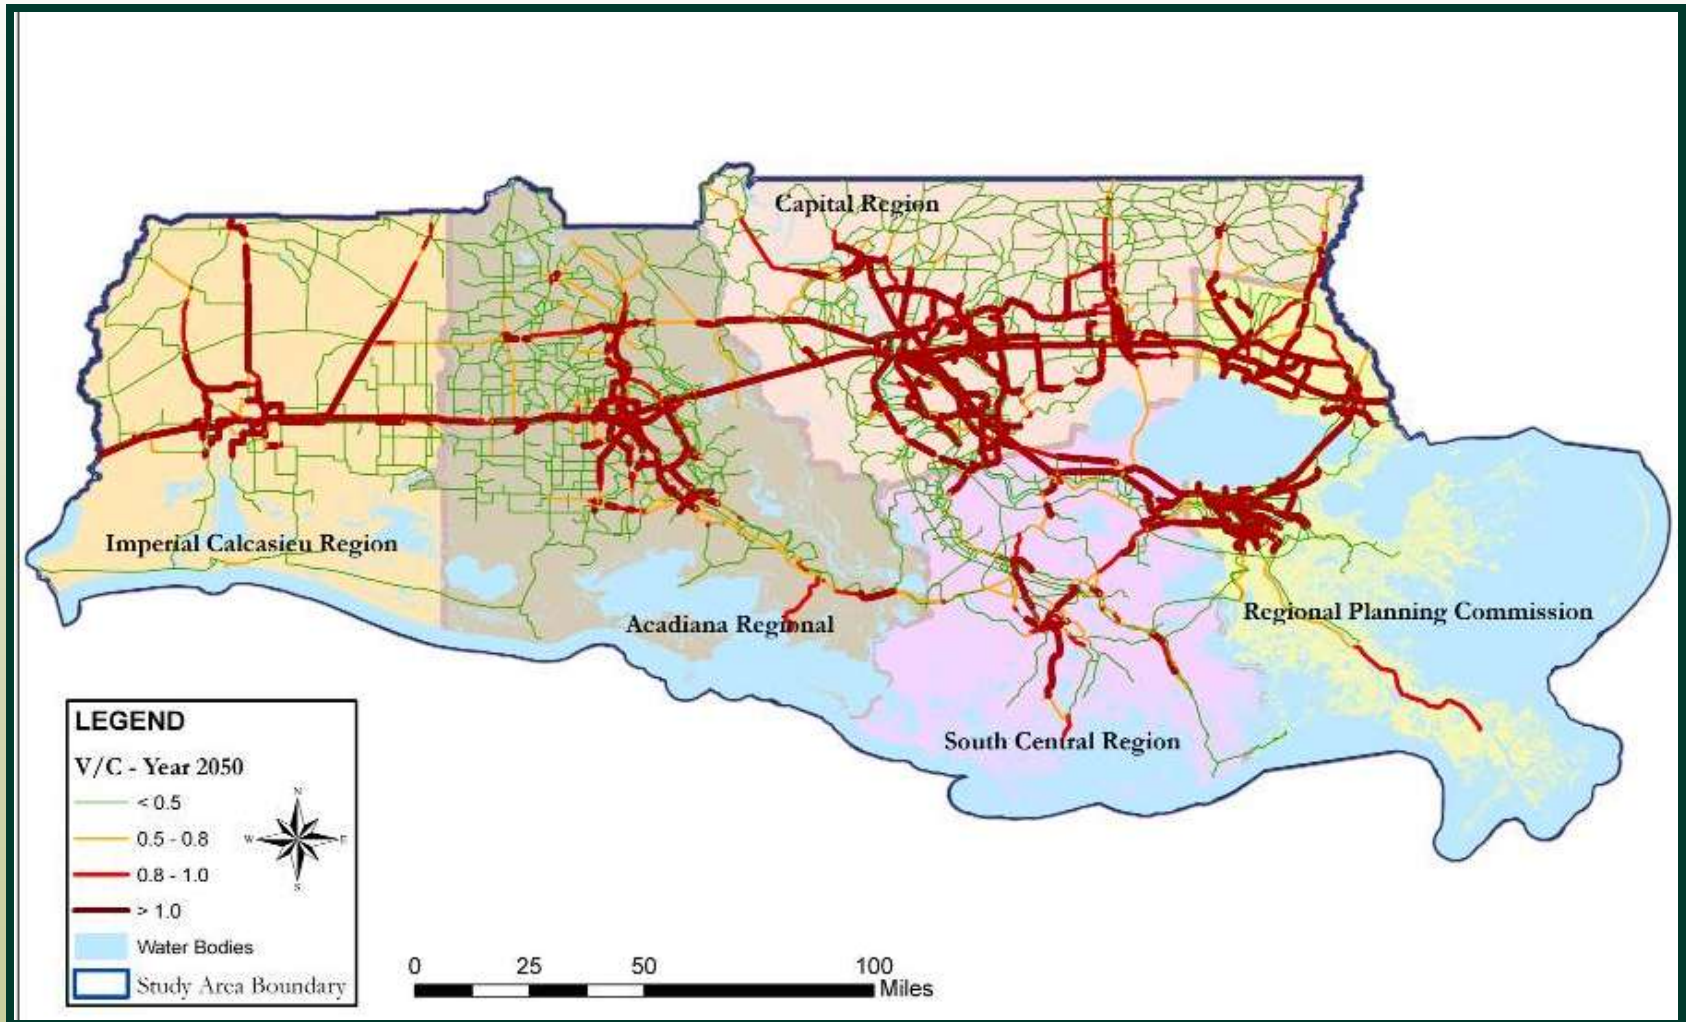 Capital Region
Imperial Calcasieu Region
Acadiana Regional
Regional Planning Commission
South Central Region
LEGEND
V/C - Year 2050
< 0.5
0.5 - 0.8
0.8 - 1.0
> 1.0
Water Bodies
Study Area Boundary
N
W E
S
0 25 50 100
Miles